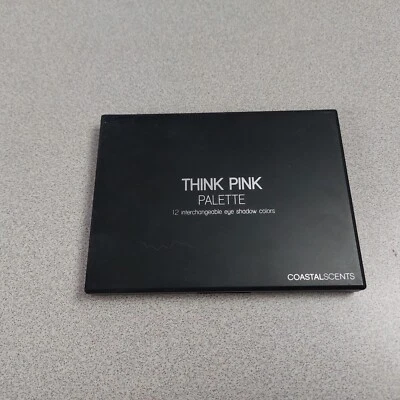 THINK PINK
PALETTE
12 interchangeable eye shadow colors
COASTALSCENTS